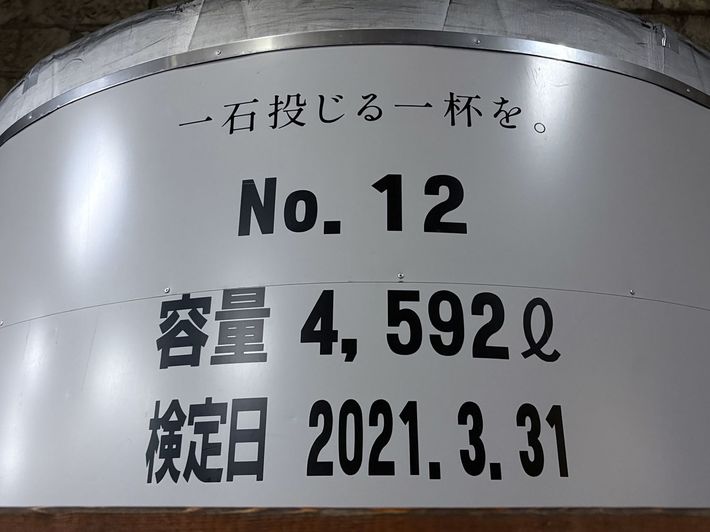 一石投じる一杯を。
No. 12
容量 4,592ℓ
検定日 2021.3.31